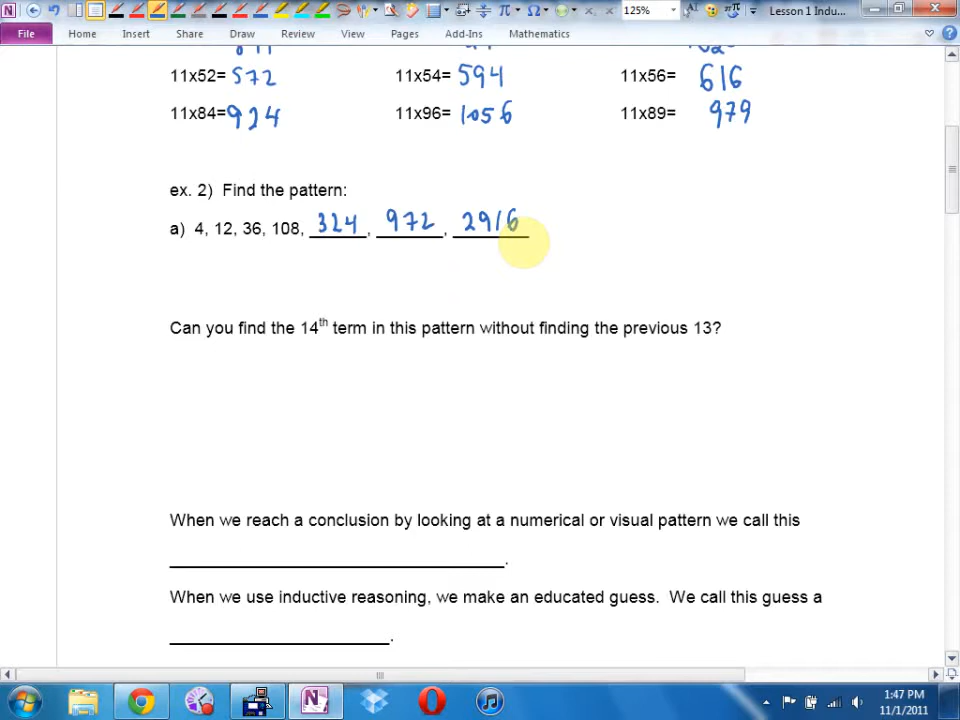 125%
Lesson 1 Indu...
File Home Insert Share Draw Review View Pages Add-Ins Mathematics
11x52= 572 11x54= 594 11x56= 616
11x84= 924 11x96= 1056 11x89= 979
ex. 2) Find the pattern:
a) 4, 12, 36, 108, 324, 972, 2916
Can you find the 14th term in this pattern without finding the previous 13?
When we reach a conclusion by looking at a numerical or visual pattern we call this
.
When we use inductive reasoning, we make an educated guess. We call this guess a
.
1:47 PM
11/1/2011